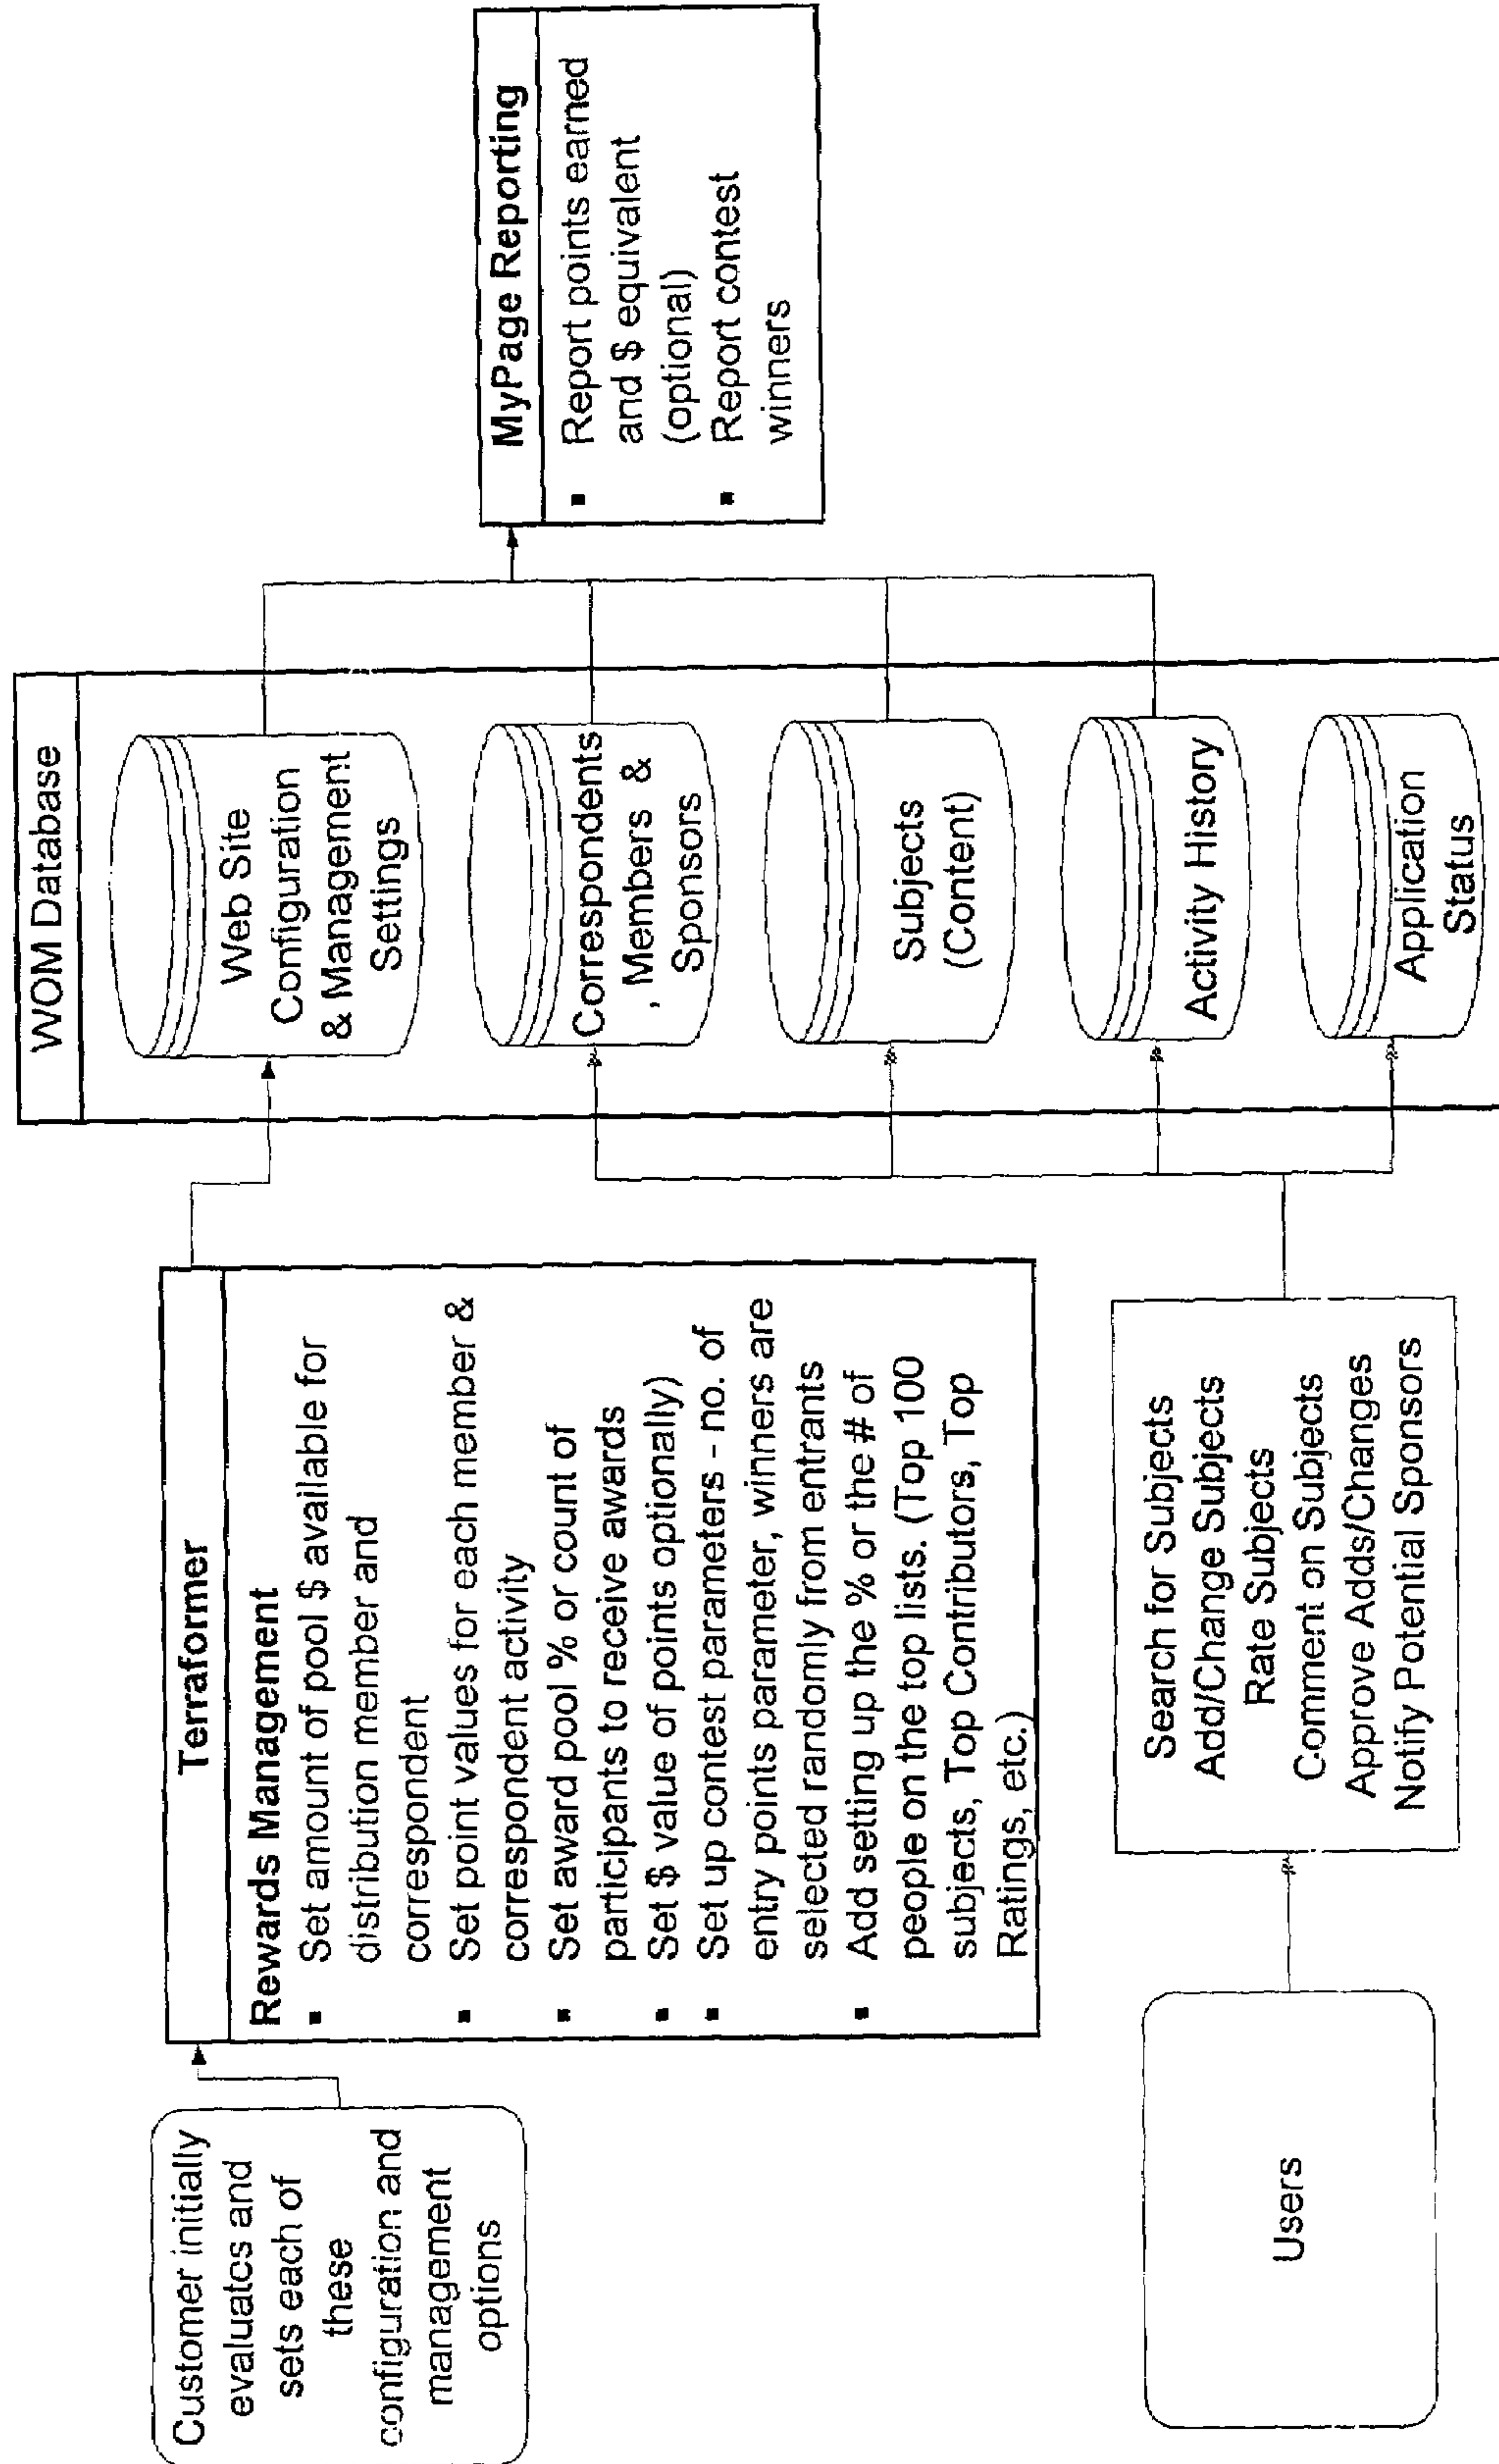 Customer initially
evaluates and
sets each of
these
configuration and
management
options
Terraformer
Rewards Management
▪ Set amount of pool $ available for
distribution member and
correspondent
▪ Set point values for each member &
correspondent activity
▪ Set award pool % or count of
participants to receive awards
▪ Set $ value of points optionally)
▪ Set up contest parameters - no. of
entry points parameter, winners are
selected randomly from entrants
▪ Add setting up the % or the # of
people on the top lists. (Top 100
subjects, Top Contributors, Top
Ratings, etc.)
Users
Search for Subjects
Add/Change Subjects
Rate Subjects
Comment on Subjects
Approve Adds/Changes
Notify Potential Sponsors
WOM Database
Web Site
Configuration
& Management
Settings
Correspondents
, Members &
Sponsors
Subjects
(Content)
Activity History
Application
Status
MyPage Reporting
▪ Report points earned
and $ equivalent
(optional)
▪ Report contest
winners